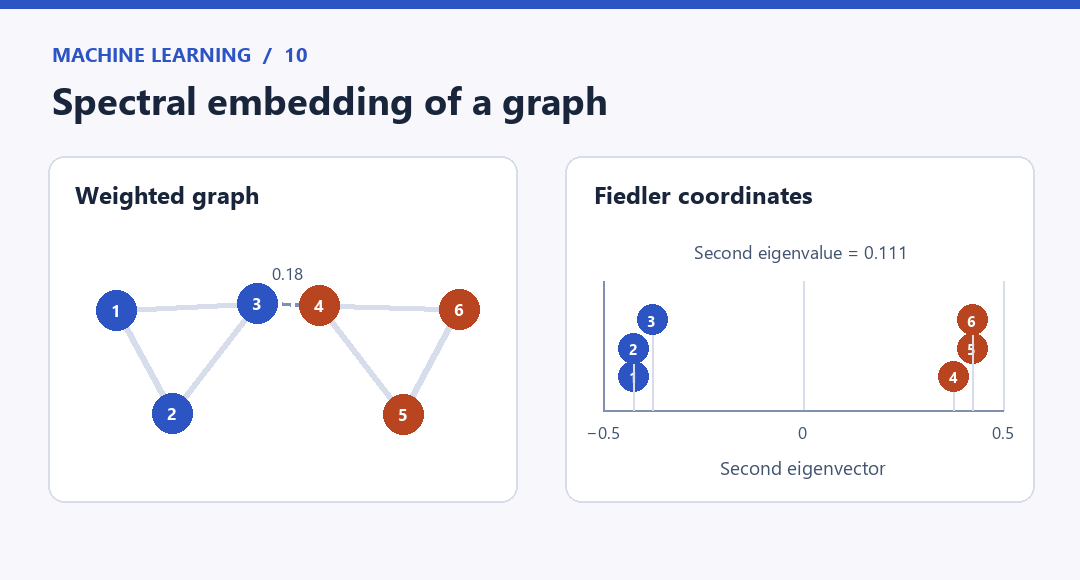 MACHINE LEARNING / 10
Spectral embedding of a graph
Weighted graph
0.18
1
3
4
6
2
5
Fiedler coordinates
Second eigenvalue = 0.111
3
6
2
5
1
4
−0.5
0
0.5
Second eigenvector